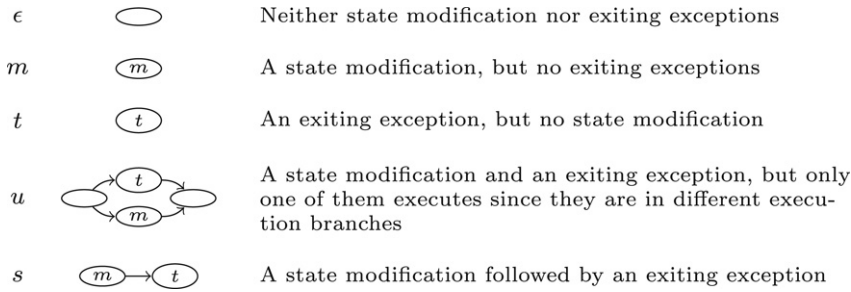 ϵ Neither state modification nor exiting exceptions
m m A state modification, but no exiting exceptions
t t An exiting exception, but no state modification
u t m A state modification and an exiting exception, but only
one of them executes since they are in different execu-
tion branches
s m t A state modification followed by an exiting exception